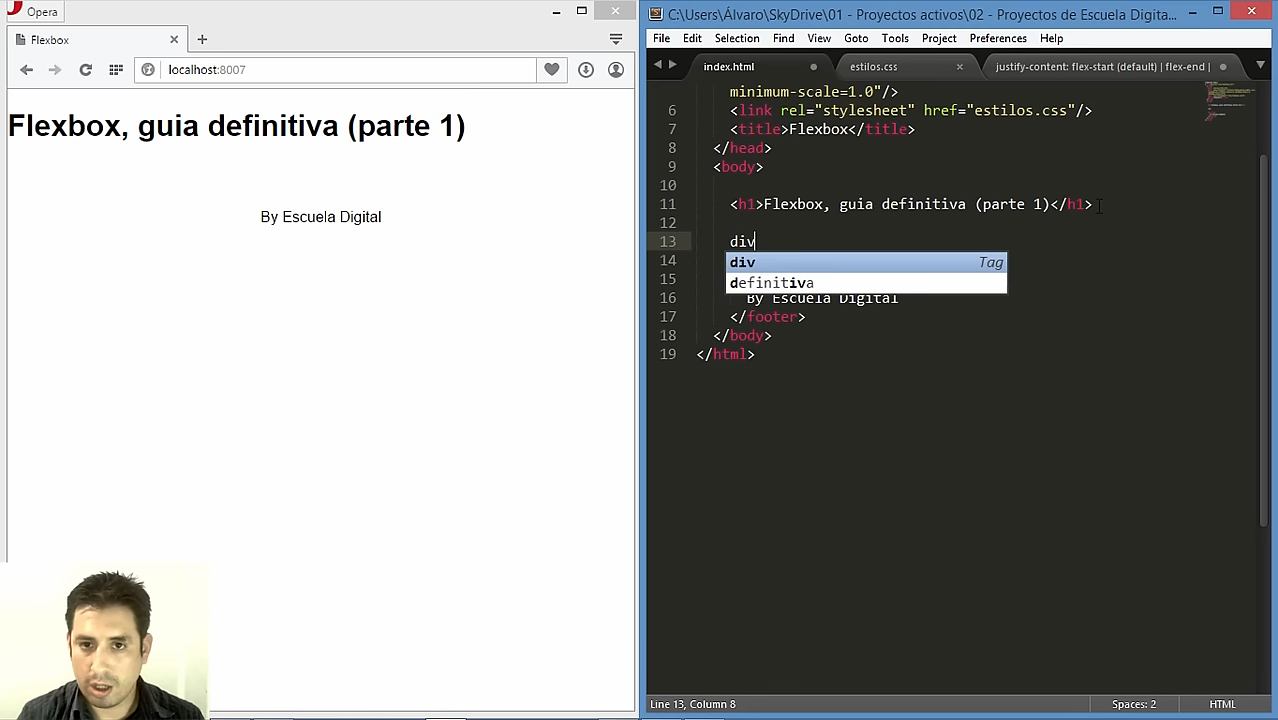 Opera
Flexbox
localhost:8007
Flexbox, guia definitiva (parte 1)
By Escuela Digital
C:\Users\Álvaro\SkyDrive\01 - Proyectos activos\02 - Proyectos de Escuela Digita...
File Edit Selection Find View Goto Tools Project Preferences Help
index.html estilos.css justify-content: flex-start (default) | flex-end |
minimum-scale=1.0"/>
6 <link rel="stylesheet" href="estilos.css"/>
7 <title>Flexbox</title>
8 </head>
9 <body>
10
11 <h1>Flexbox, guia definitiva (parte 1)</h1>
12
13 div
14 div Tag
15 definitiva
16 By Escuela Digital
17 </footer>
18 </body>
19 </html>
Line 13, Column 8 Spaces: 2 HTML